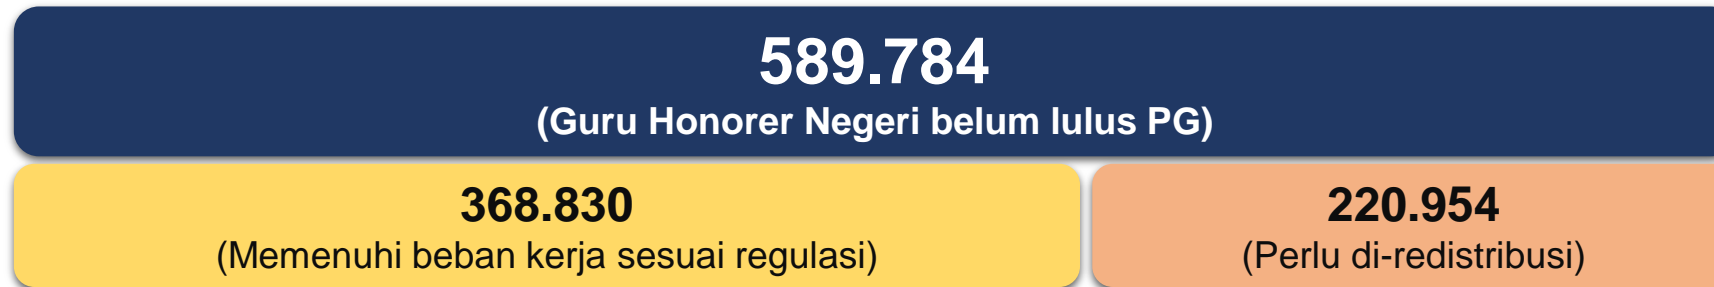 589.784
(Guru Honorer Negeri belum lulus PG)
368.830
(Memenuhi beban kerja sesuai regulasi)
220.954
(Perlu di-redistribusi)